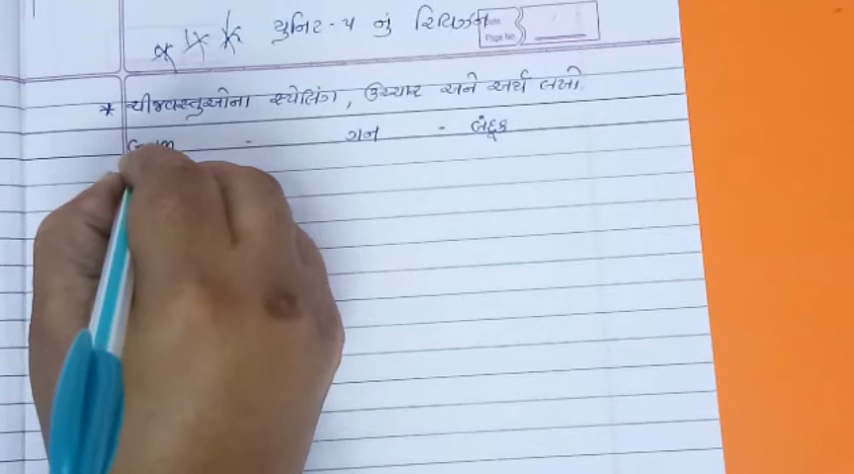 યુનિટ - ૫ નું રિવિઝન
Page No.
* ચીજવસ્તુઓના સ્પેલિંગ, ઉચ્ચાર અને અર્થ લખો.
- ગન - બંદૂક